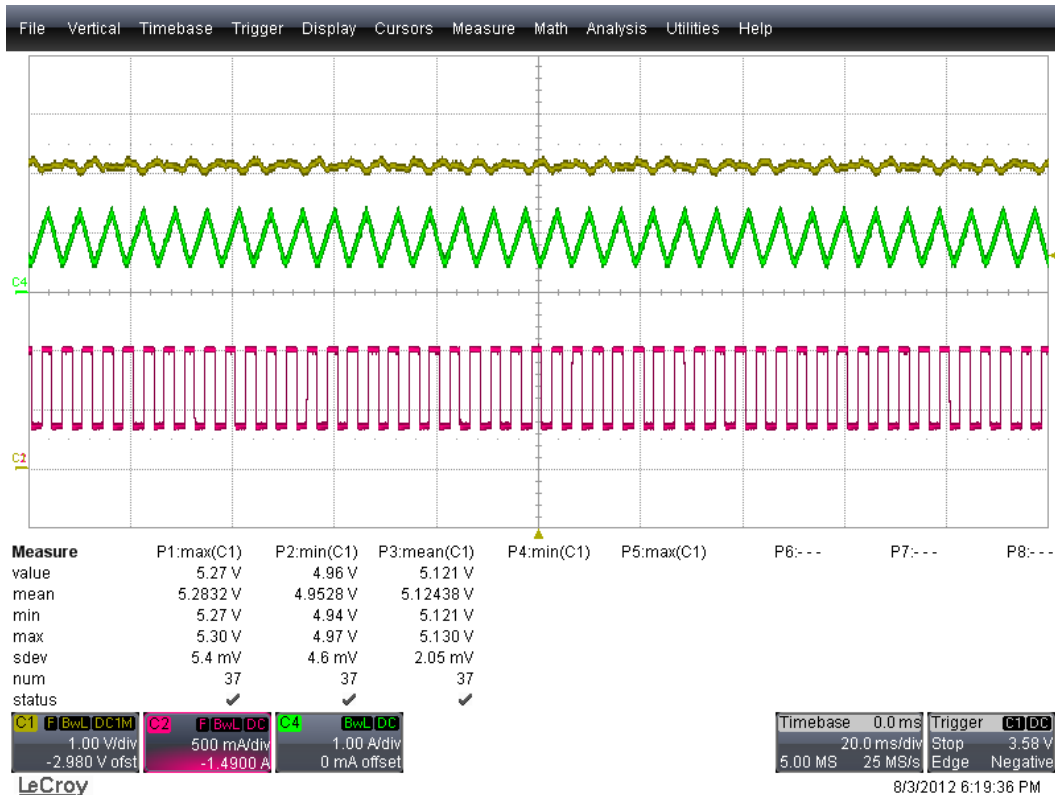 File Vertical Timebase Trigger Display Cursors Measure Math Analysis Utilities Help
C4
C2
Measure P1:max(C1) P2:min(C1) P3:mean(C1) P4:min(C1) P5:max(C1) P6:- - - P7:- - - P8:- - -
value 5.27 V 4.96 V 5.121 V
mean 5.2832 V 4.9528 V 5.12438 V
min 5.27 V 4.94 V 5.121 V
max 5.30 V 4.97 V 5.130 V
sdev 5.4 mV 4.6 mV 2.05 mV
num 37 37 37
status
C1 F BwL DC1M C2 F BwL DC C4 BwL DC Timebase 0.0 ms Trigger C1 DC
1.00 V/div 500 mA/div 1.00 A/div 20.0 ms/div Stop 3.58 V
-2.980 V ofst -1.4900 A 0 mA offset 5.00 MS 25 MS/s Edge Negative
LeCroy 8/3/2012 6:19:36 PM